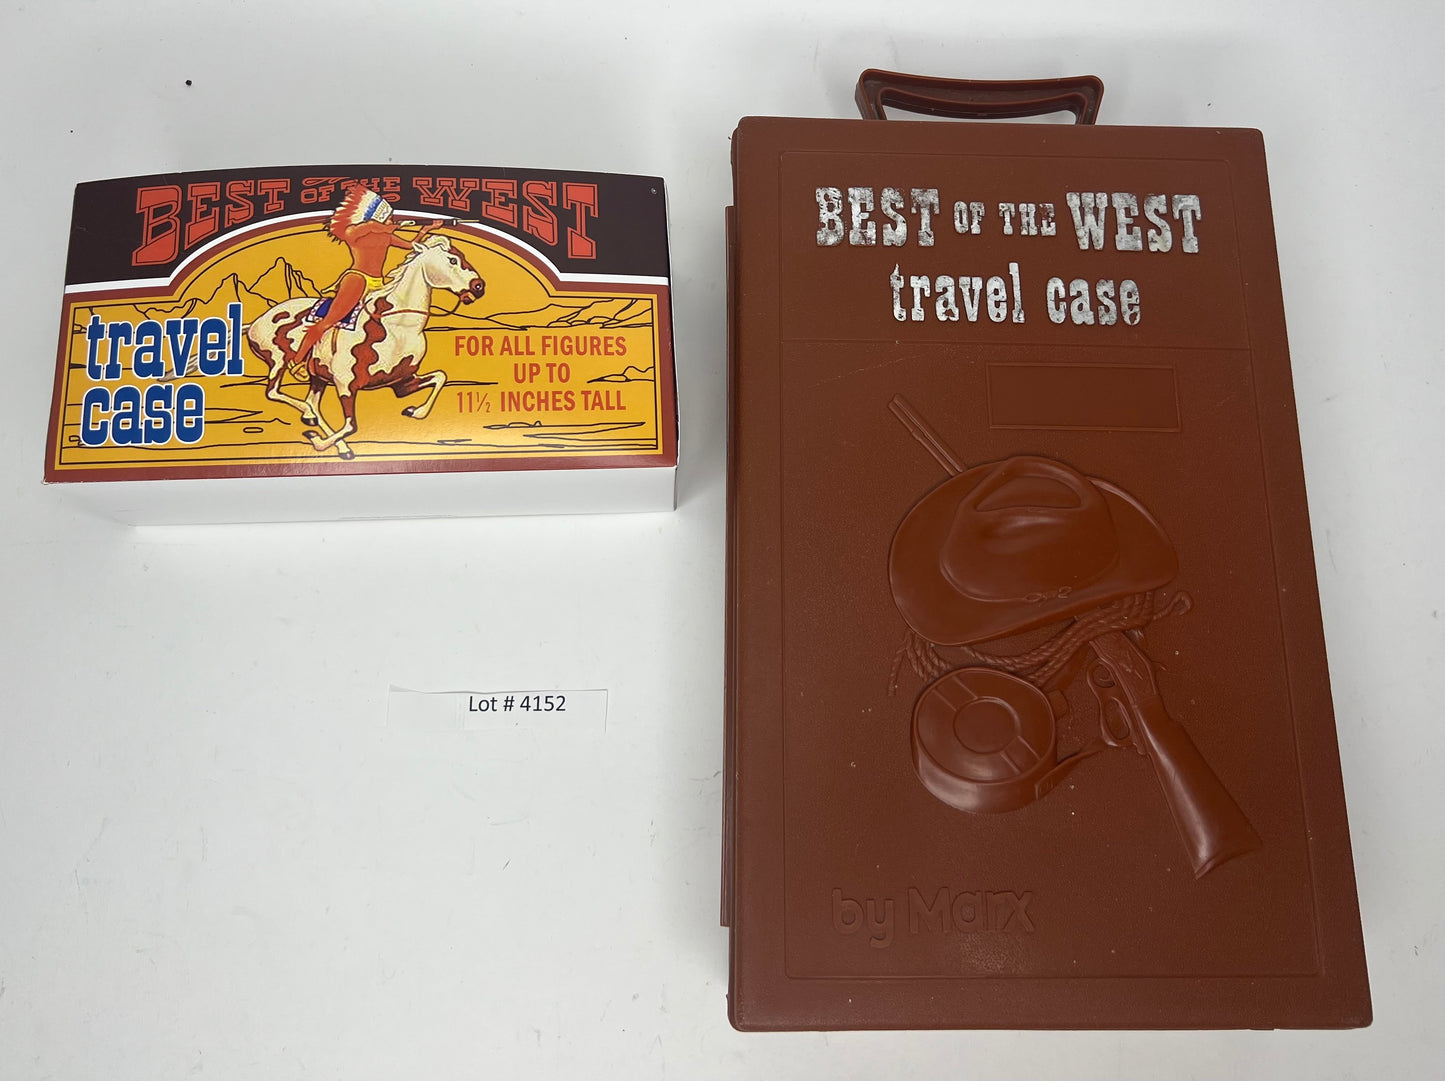 BEST OF THE WEST
travel
case
FOR ALL FIGURES
UP TO
11½ INCHES TALL
Lot # 4152
BEST OF THE WEST
travel case
by Marx